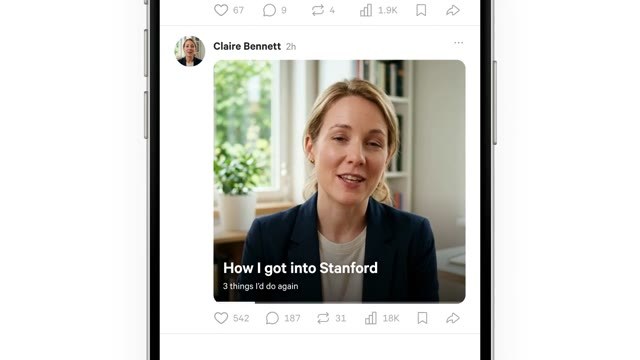 67 9 4 1.9K
Claire Bennett 2h
How I got into Stanford
3 things I'd do again
542 187 31 18K